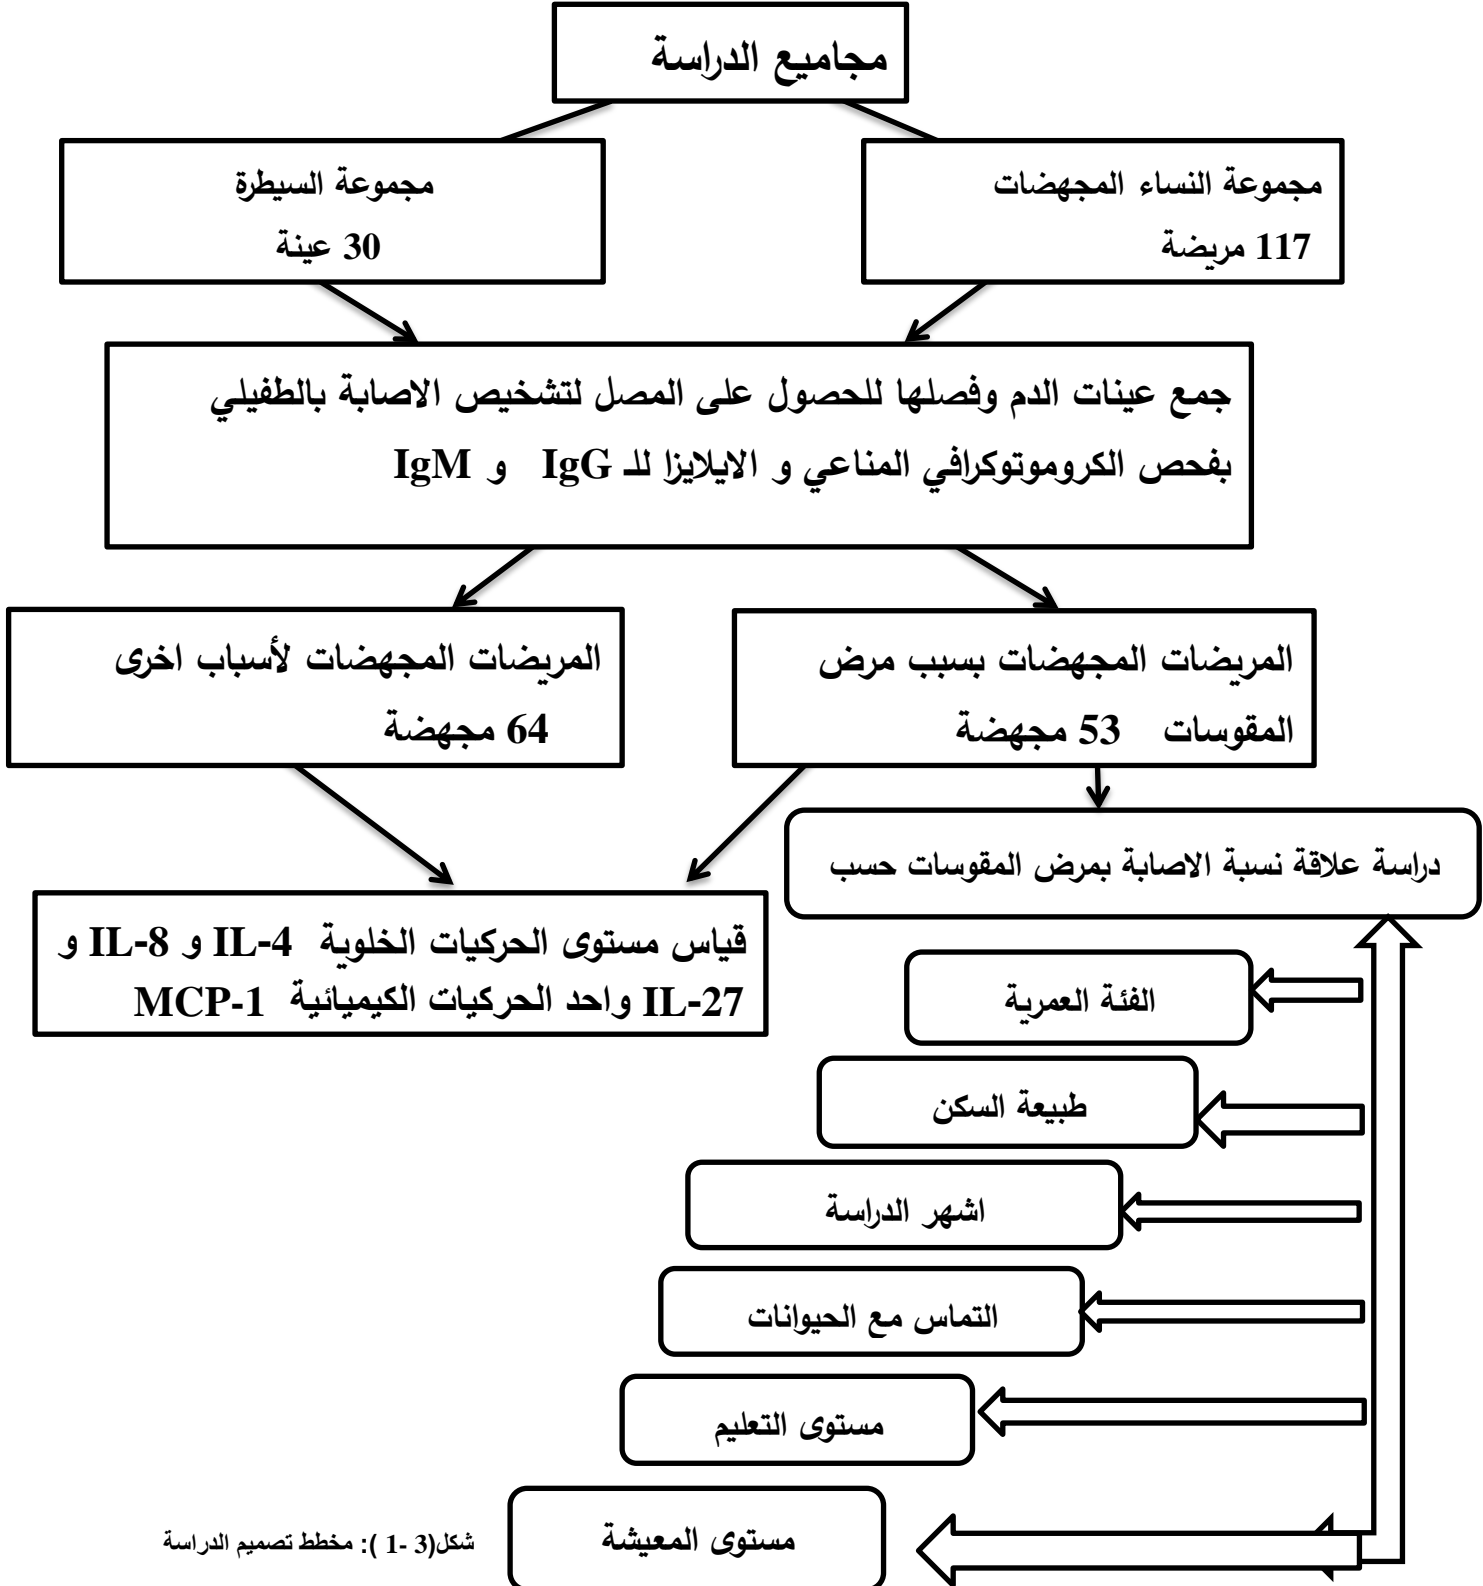 مجاميع الدراسة
مجموعة النساء المجهضات
117 مريضة
مجموعة السيطرة
30 عينة
جمع عينات الدم وفصلها للحصول على المصل لتشخيص الاصابة بالطفيلي
بفحص الكروموتوكرافي المناعي و الايلايزا للـ IgG و IgM
المريضات المجهضات بسبب مرض
المقوسات 53 مجهضة
المريضات المجهضات لأسباب اخرى
64 مجهضة
دراسة علاقة نسبة الاصابة بمرض المقوسات حسب
قياس مستوى الحركيات الخلوية IL-4 و IL-8 و
IL-27 واحد الحركيات الكيميائية MCP-1
الفئة العمرية
طبيعة السكن
اشهر الدراسة
التماس مع الحيوانات
مستوى التعليم
مستوى المعيشة
شكل(3 -1 ): مخطط تصميم الدراسة